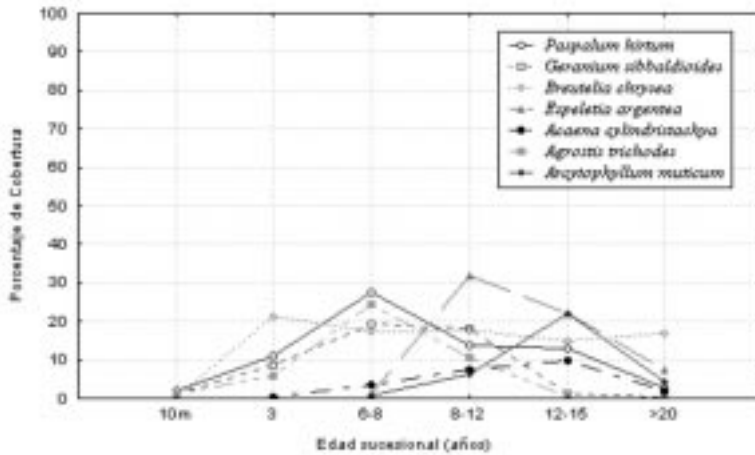 100
90
80
70
60
50
40
30
20
10
0
Porcentaje de Cobertura
Paspalum hirtum
Geranium sibbaldioides
Breutelia chrysea
Espeletia argentea
Acaena cylindristachya
Agrostis trichodes
Arcytophyllum muticum
10m
3
6-8
8-12
12-15
>20
Edad sucesional (años)